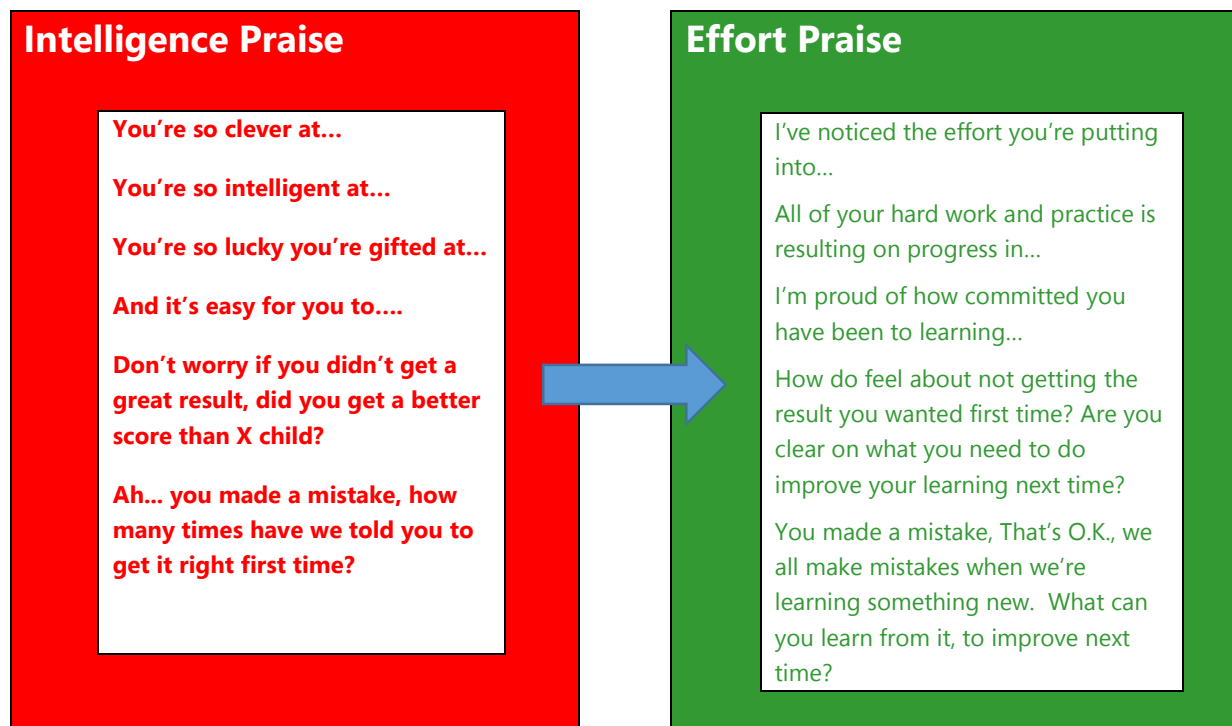 Intelligence Praise
You're so clever at…
You're so intelligent at…
You're so lucky you're gifted at…
And it's easy for you to….
Don't worry if you didn't get a
great result, did you get a better
score than X child?
Ah... you made a mistake, how
many times have we told you to
get it right first time?
Effort Praise
I've noticed the effort you're putting
into…
All of your hard work and practice is
resulting on progress in…
I'm proud of how committed you
have been to learning…
How do feel about not getting the
result you wanted first time? Are you
clear on what you need to do
improve your learning next time?
You made a mistake, That's O.K., we
all make mistakes when we're
learning something new.  What can
you learn from it, to improve next
time?